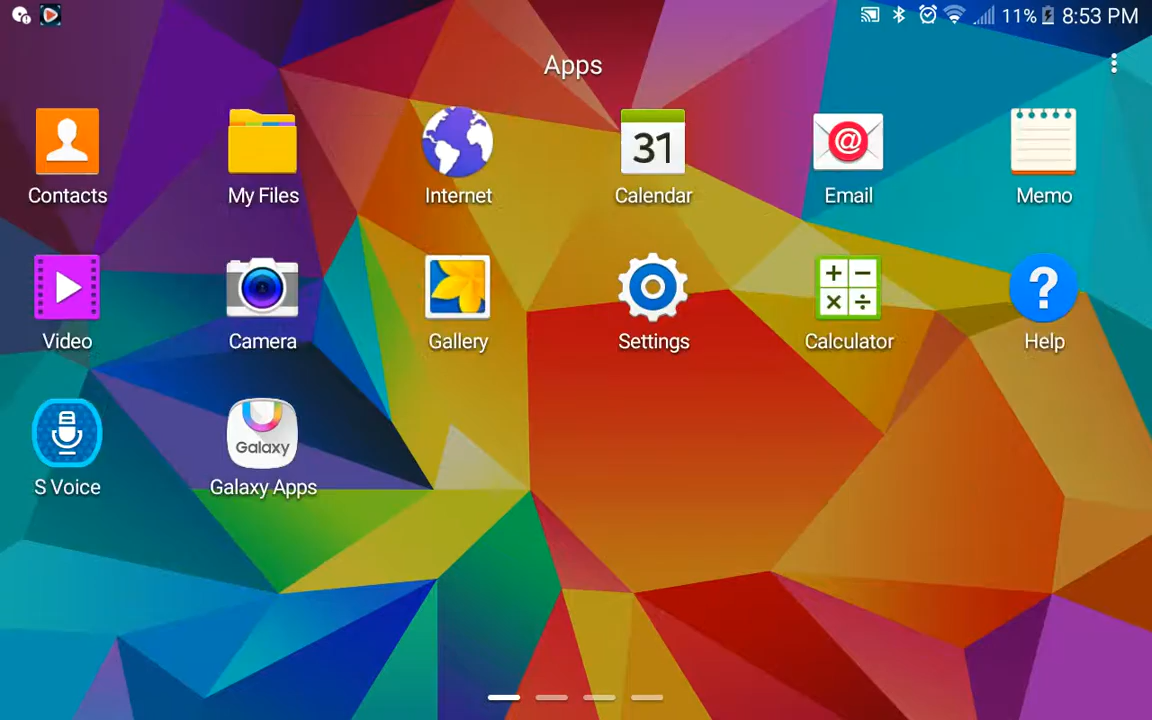 11% 8:53 PM
Apps
31
@
Contacts My Files Internet Calendar Email Memo
+ − × ÷
?
Video Camera Gallery Settings Calculator Help
Galaxy
S Voice Galaxy Apps